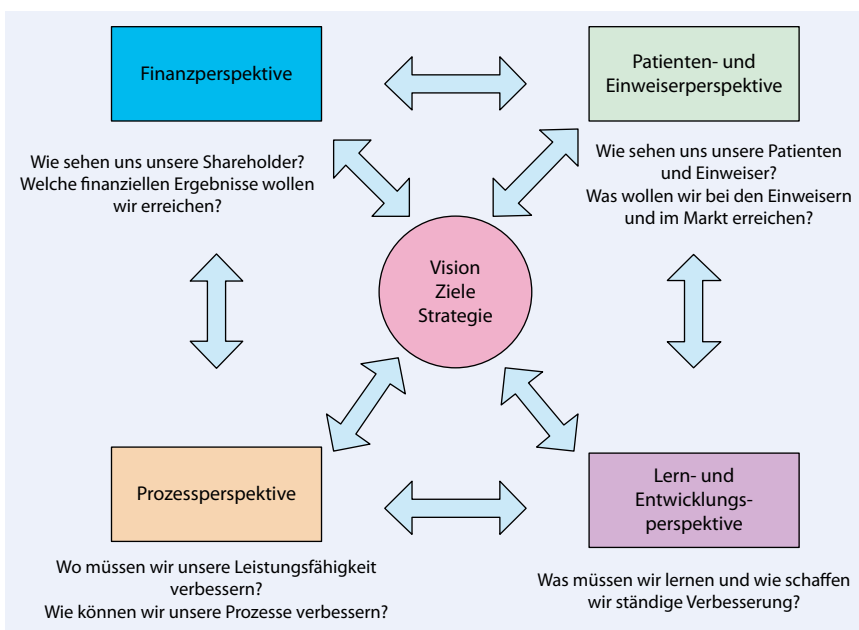 Finanzperspektive
Patienten- und
Einweiserperspektive
Wie sehen uns unsere Shareholder?
Welche finanziellen Ergebnisse wollen
wir erreichen?
Wie sehen uns unsere Patienten
und Einweiser?
Was wollen wir bei den Einweisern
und im Markt erreichen?
Vision
Ziele
Strategie
Prozessperspektive
Lern- und
Entwicklungs-
perspektive
Wo müssen wir unsere Leistungsfähigkeit
verbessern?
Wie können wir unsere Prozesse verbessern?
Was müssen wir lernen und wie schaffen
wir ständige Verbesserung?